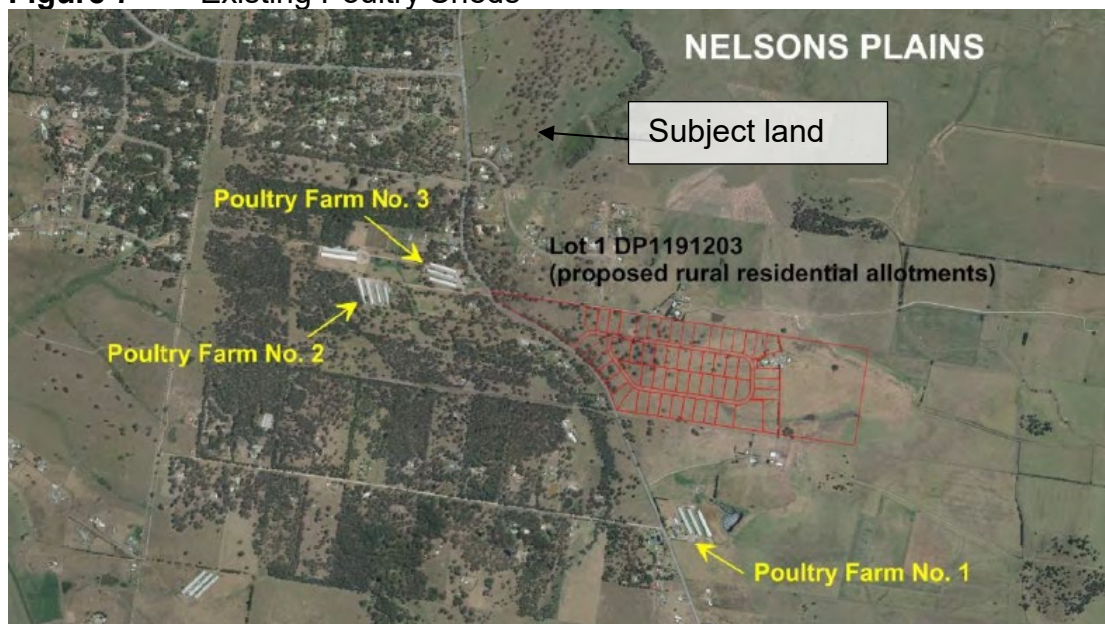 Existing Poultry Sheds
NELSONS PLAINS
Subject land
Poultry Farm No. 3
Lot 1 DP1191203
(proposed rural residential allotments)
Poultry Farm No. 2
Poultry Farm No. 1